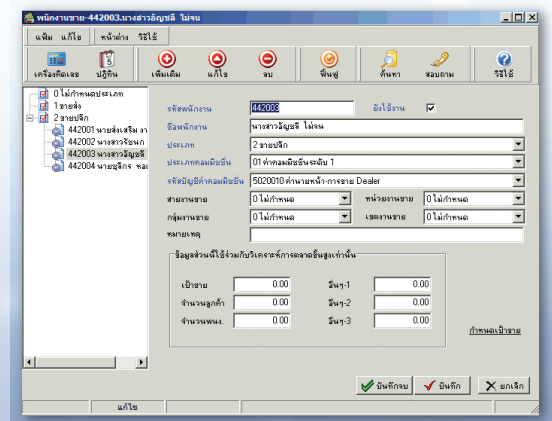 พนักงานขาย-442003.นางสาวอัญชลี ไม่จน
แฟ้ม แก้ไข หน้าต่าง วิธีใช้
เครื่องคิดเลข ปฎิทิน เพิ่มเติม แก้ไข ลบ ฟื้นฟู ค้นหา สอบถาม วิธีใช้
0 ไม่กำหนดประเภท
1 ขายส่ง
2 ขายปลีก
442001 นายส่งเสริม งา
442002 นางสาวรัชนก
442003 นางสาวอัญชลี
442004 นายชูลิกร
รหัสพนักงาน 442003 ยังใช้งาน
ชื่อพนักงาน นางสาวอัญชลี ไม่จน
ประเภท 2 ขายปลีก
ประเภทคอมมิชชั่น 01 ค่าคอมมิชชั่นระดับ 1
รหัสบัญชีค่าคอมมิชชั่น 5020010 ค่านายหน้า-การขาย Dealer
สายงานขาย 0 ไม่กำหนด หน่วยงานขาย 0 ไม่กำหนด
กลุ่มงานขาย 0 ไม่กำหนด เขตงานขาย 0 ไม่กำหนด
หมายเหตุ
ข้อมูลส่วนนี้ใช้ร่วมกับวิเคราะห์การตลาดชั้นสูงเท่านั้น
เป้าขาย 0.00 อื่นๆ-1 0.00
จำนวนลูกค้า 0.00 อื่นๆ-2 0.00
จำนวนพนง. 0.00 อื่นๆ-3 0.00
กำหนดเป้าขาย
บันทึกจบ บันทึก ยกเลิก
แก้ไข